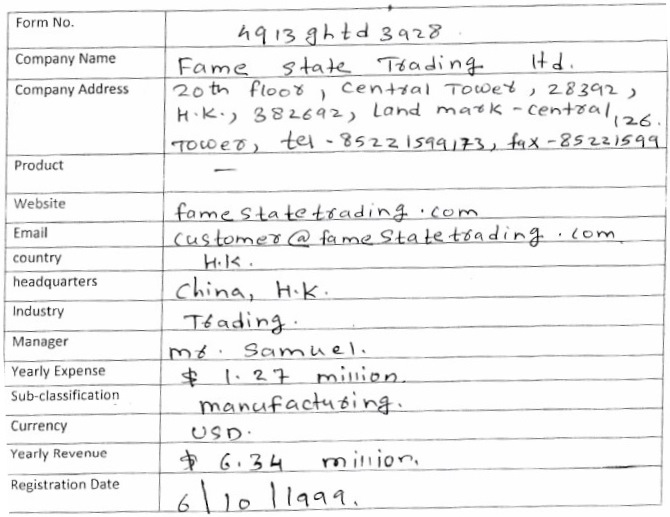 Form No. 4913ghtd3928
Company Name Fame state Trading ltd.
Company Address 20th floor, central Tower, 28392,
H.K., 382692, Land mark - central
Tower, tel - 85221599173, fax - 85221599126.
Product —
Website famestatetrading.com
Email customer@famestatetrading.com
country H.K.
headquarters China, H.K.
Industry Trading.
Manager mr. Samuel.
Yearly Expense $ 1.27 million.
Sub-classification manufacturing.
Currency USD.
Yearly Revenue $ 6.34 million.
Registration Date 6/10/1999.